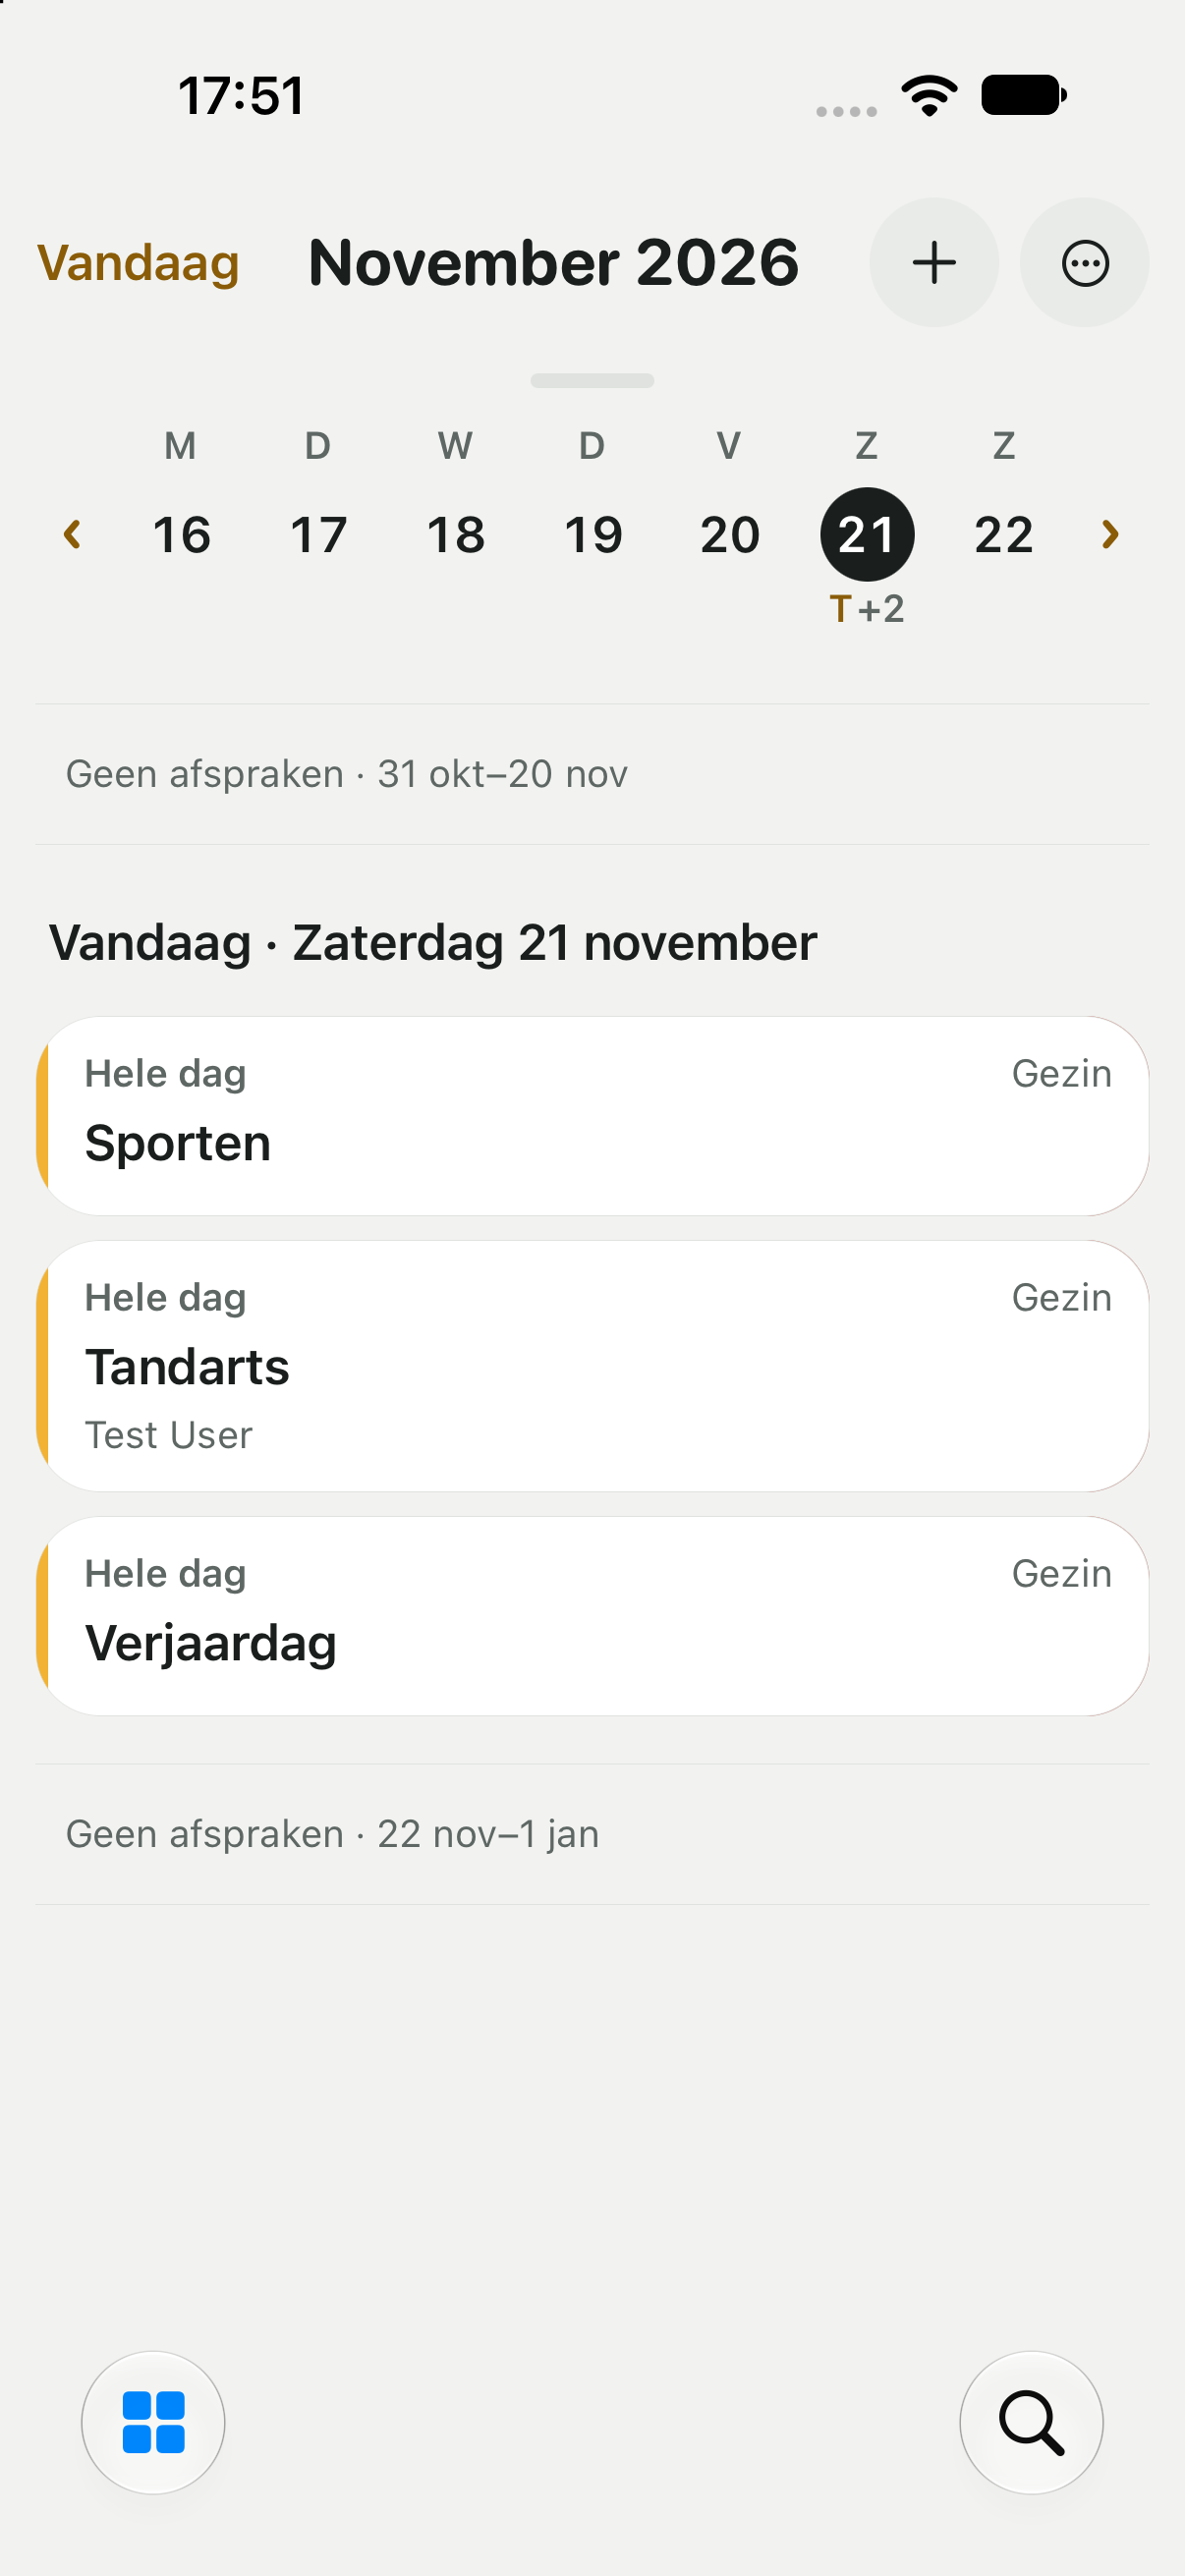 17:51
Vandaag November 2026
M D W D V Z Z
16 17 18 19 20 21 22
T+2
Geen afspraken · 31 okt–20 nov
Vandaag · Zaterdag 21 november
Hele dag Gezin
Sporten
Hele dag Gezin
Tandarts
Test User
Hele dag Gezin
Verjaardag
Geen afspraken · 22 nov–1 jan